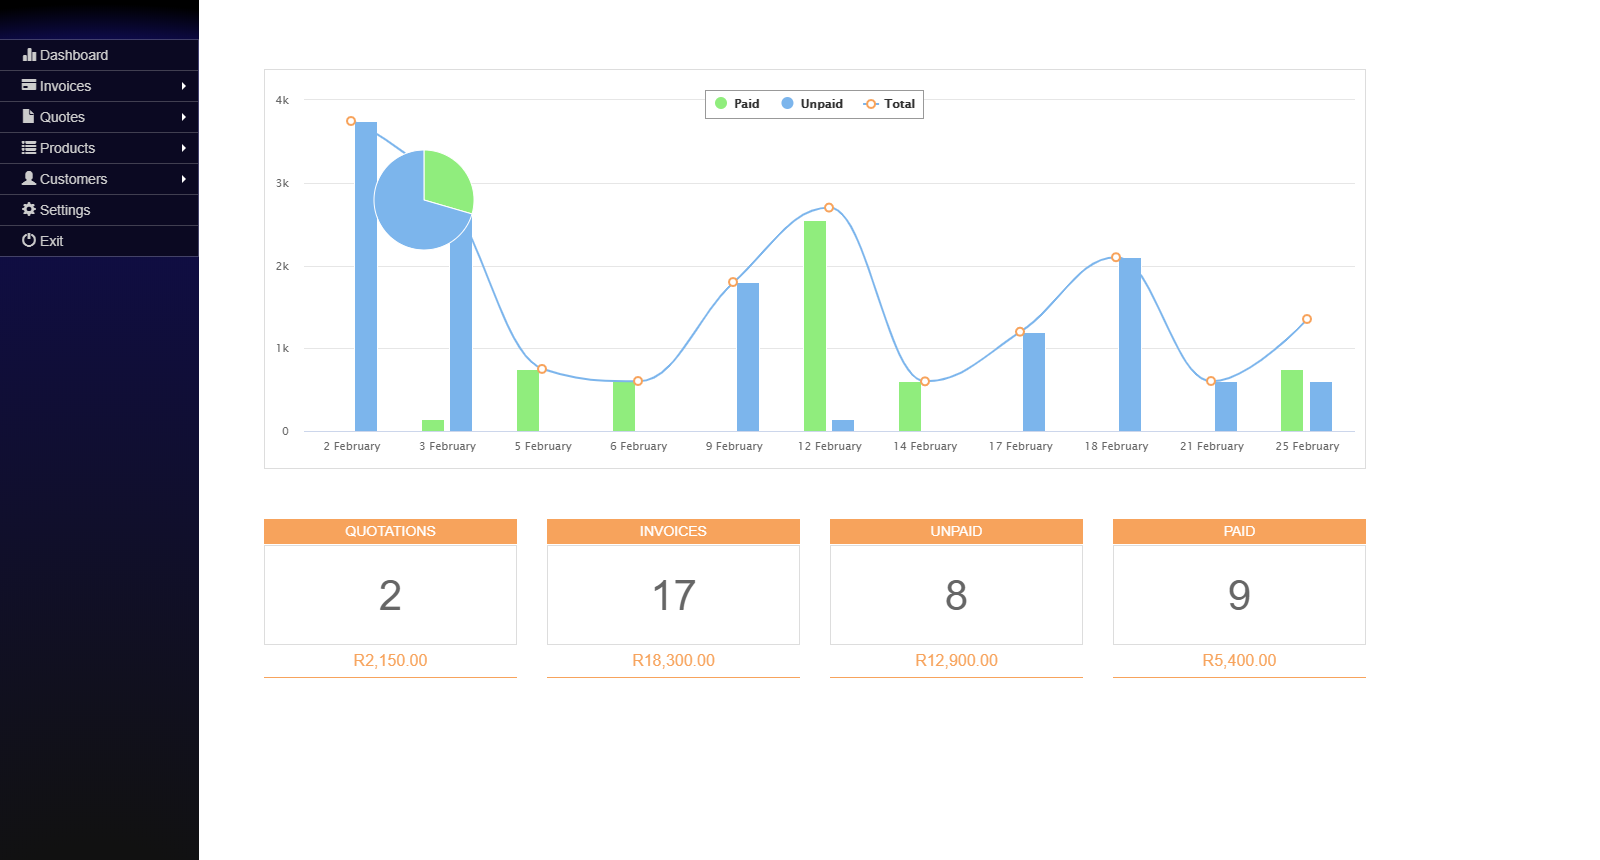 Dashboard
Invoices
Quotes
Products
Customers
Settings
Exit
Paid Unpaid Total
4k
3k
2k
1k
0
2 February 3 February 5 February 6 February 9 February 12 February 14 February 17 February 18 February 21 February 25 February
QUOTATIONS INVOICES UNPAID PAID
2 17 8 9
R2,150.00 R18,300.00 R12,900.00 R5,400.00